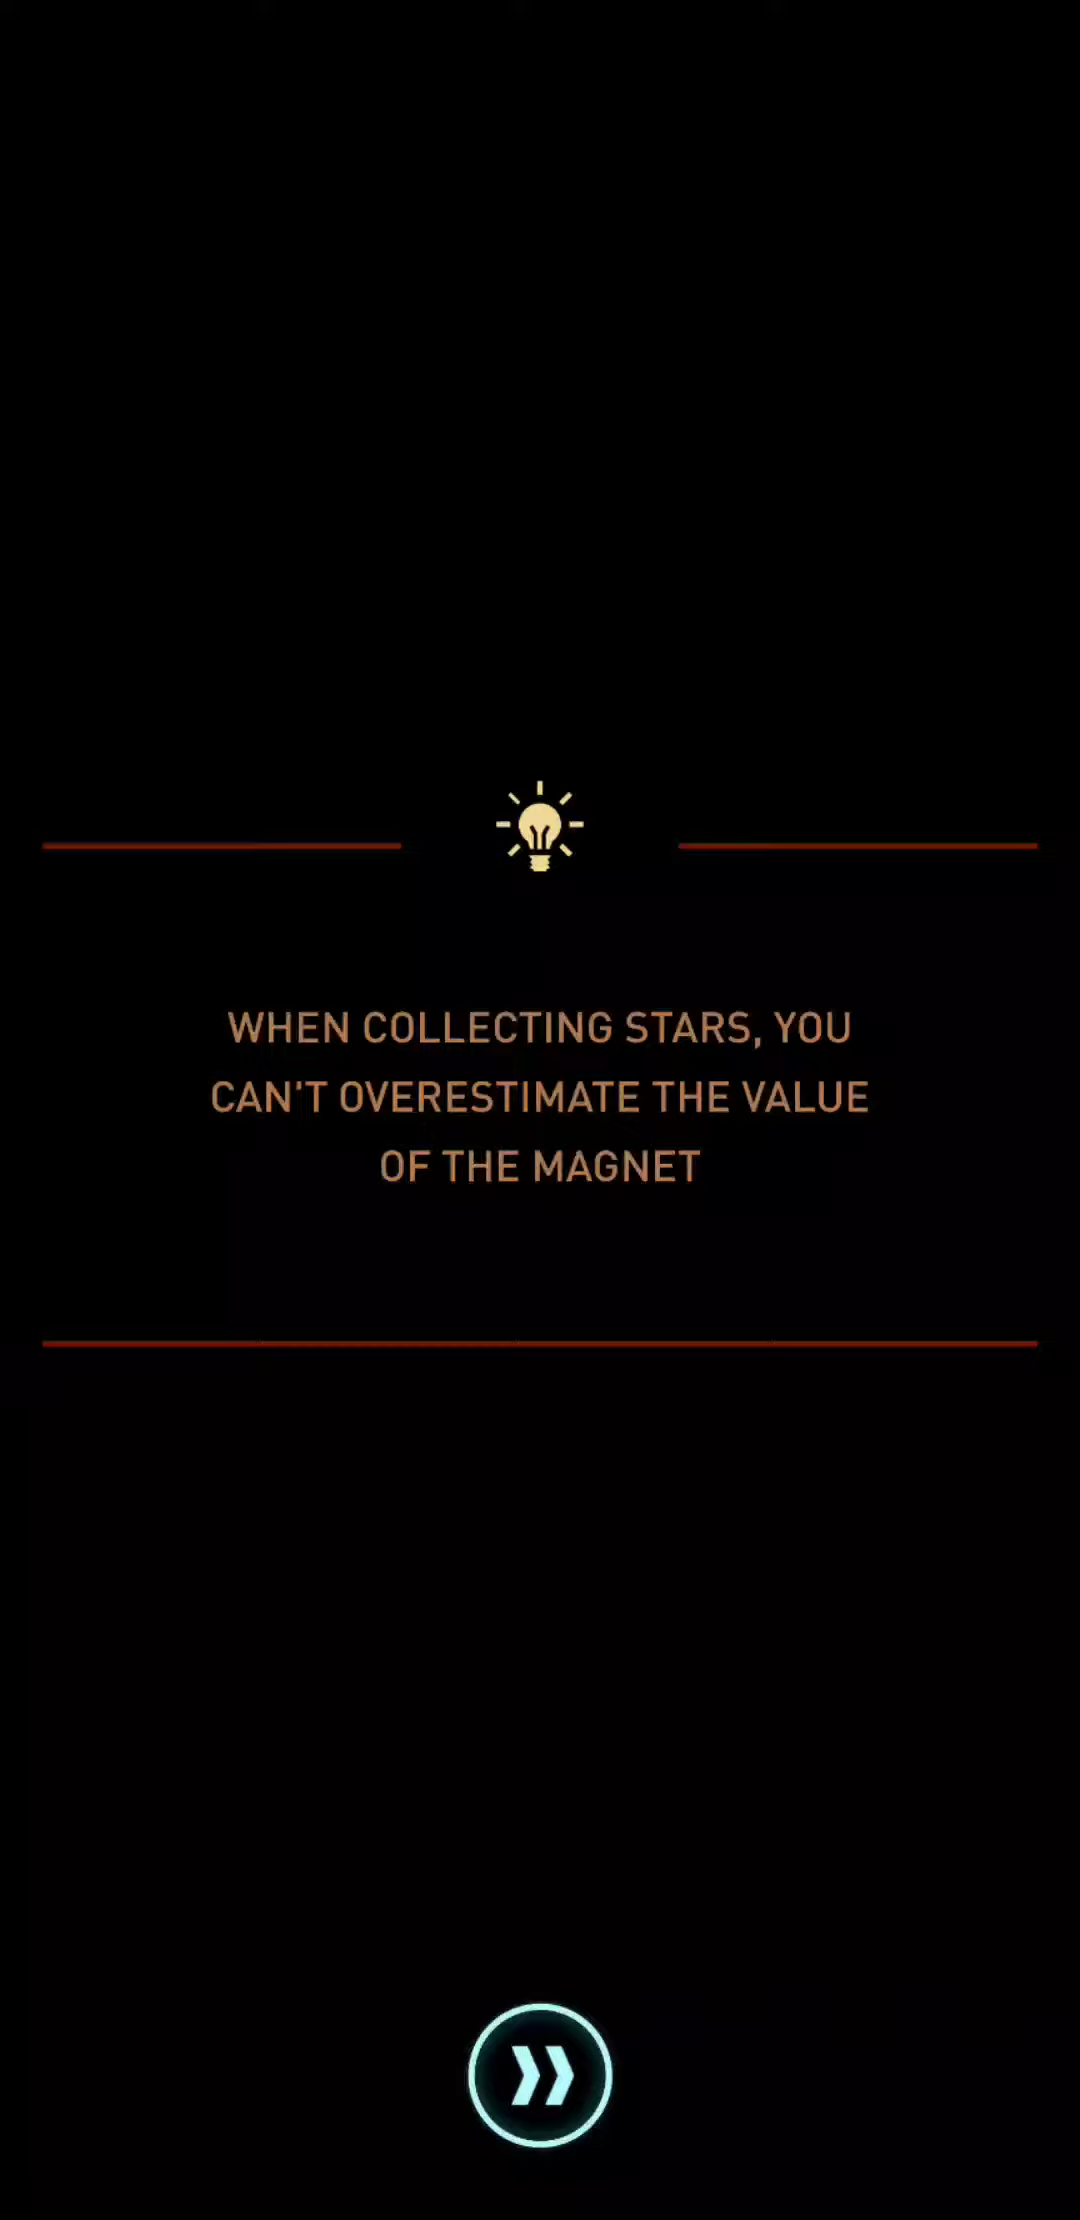 WHEN COLLECTING STARS, YOU
CAN'T OVERESTIMATE THE VALUE
OF THE MAGNET